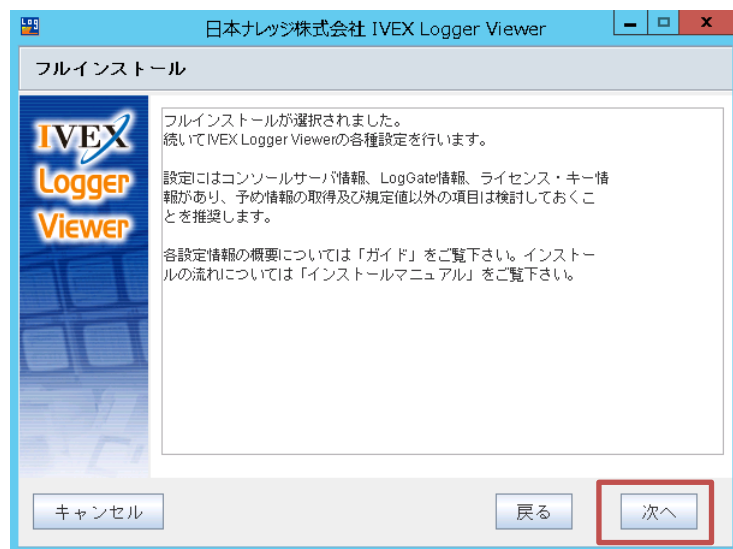 LOG
日本ナレッジ株式会社 IVEX Logger Viewer
フルインストール
IVEX
Logger
Viewer
フルインストールが選択されました。
続いてIVEX Logger Viewerの各種設定を行います。
設定にはコンソールサーバ情報、LogGate情報、ライセンス・キー情
報があり、予め情報の取得及び規定値以外の項目は検討しておくこ
とを推奨します。
各設定情報の概要については「ガイド」をご覧下さい。インストー
ルの流れについては「インストールマニュアル」をご覧下さい。
キャンセル
戻る
次へ